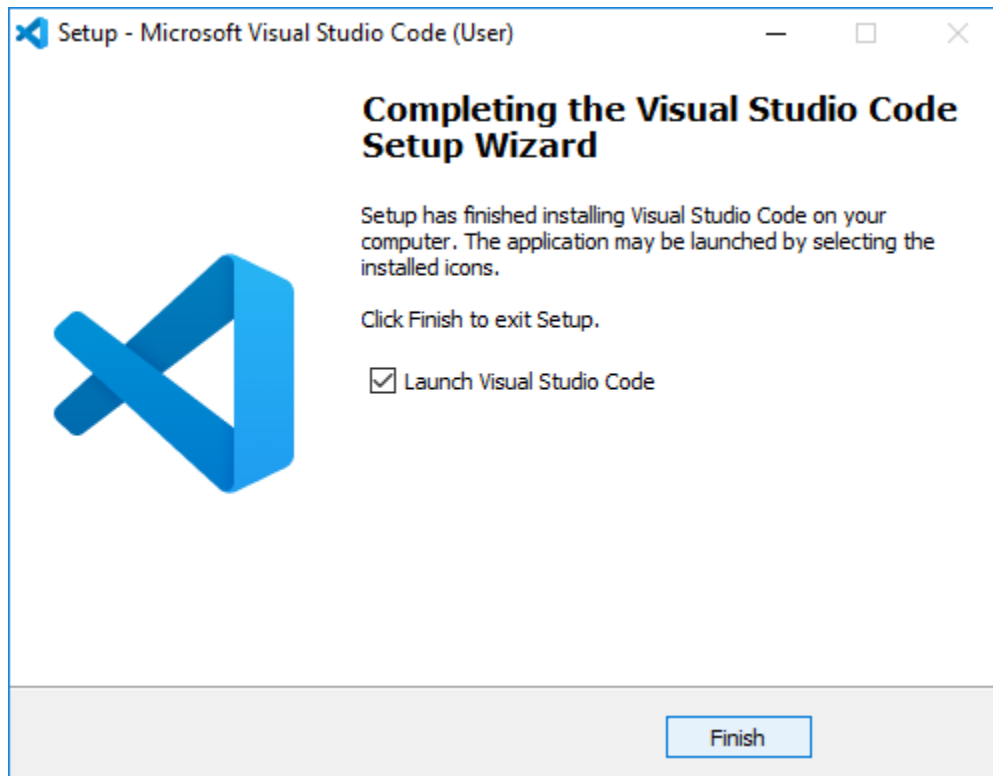 Setup - Microsoft Visual Studio Code (User)
Completing the Visual Studio Code
Setup Wizard
Setup has finished installing Visual Studio Code on your
computer. The application may be launched by selecting the
installed icons.
Click Finish to exit Setup.
Launch Visual Studio Code
Finish